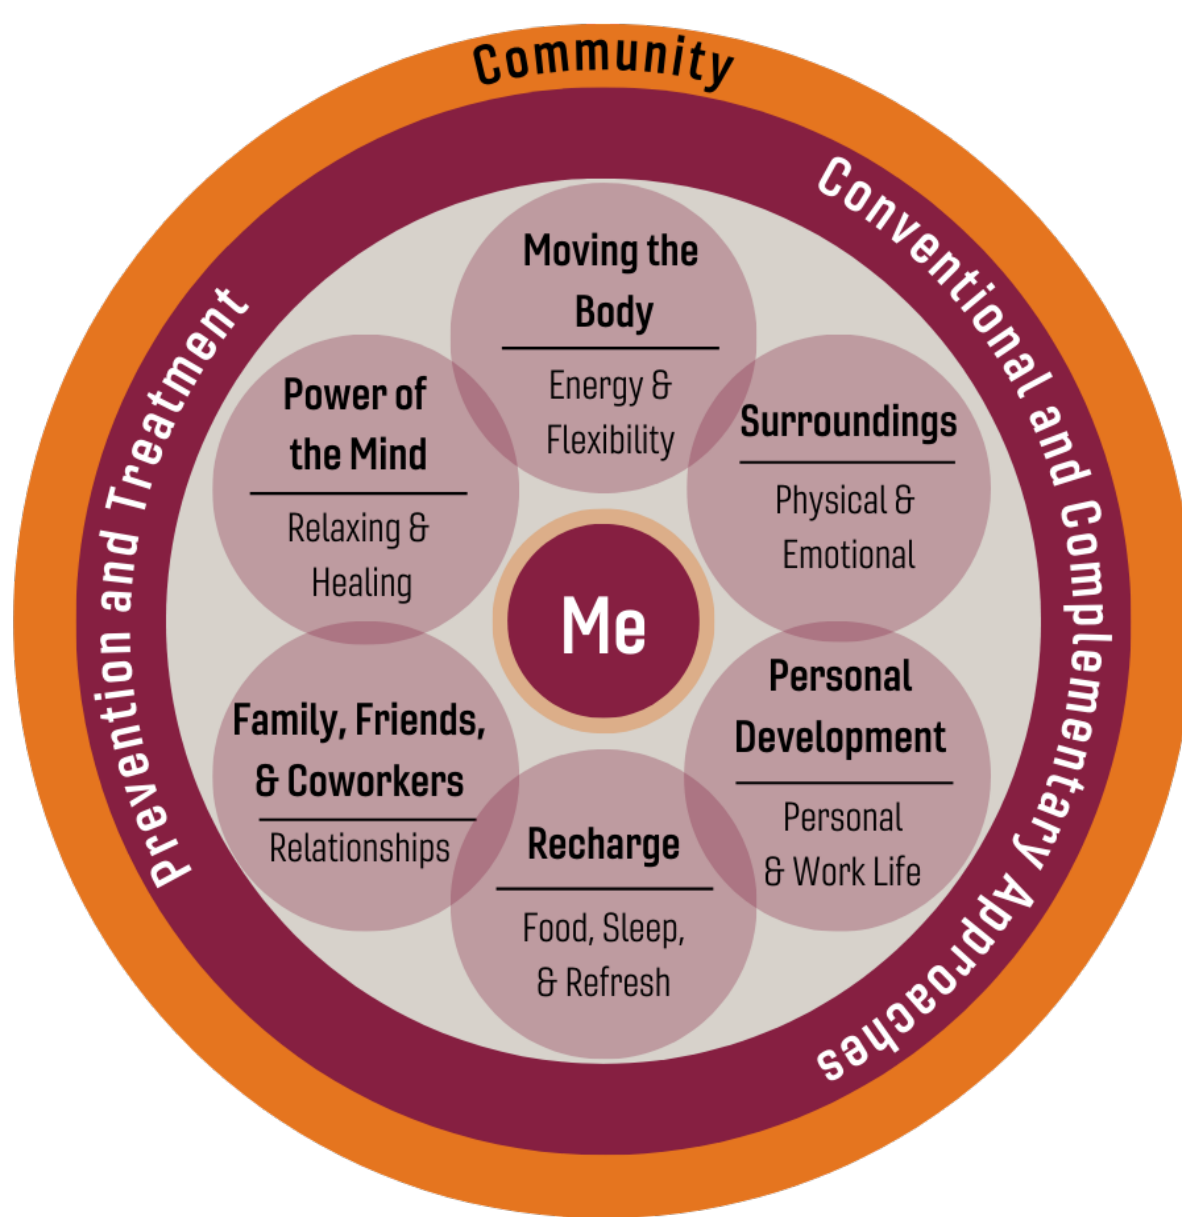 Community
Prevention and Treatment
Conventional and Complementary Approaches
Moving the
Body
Energy &
Flexibility
Surroundings
Physical &
Emotional
Personal
Development
Personal
& Work Life
Recharge
Food, Sleep,
& Refresh
Family, Friends,
& Coworkers
Relationships
Power of
the Mind
Relaxing &
Healing
Me